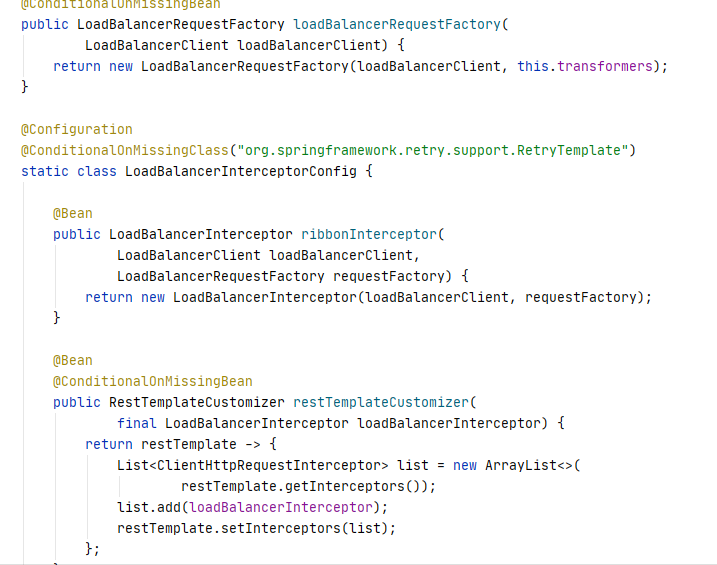 @ConditionalOnMissingBean
public LoadBalancerRequestFactory loadBalancerRequestFactory(
        LoadBalancerClient loadBalancerClient) {
    return new LoadBalancerRequestFactory(loadBalancerClient, this.transformers);
}

@Configuration
@ConditionalOnMissingClass("org.springframework.retry.support.RetryTemplate")
static class LoadBalancerInterceptorConfig {

    @Bean
    public LoadBalancerInterceptor ribbonInterceptor(
            LoadBalancerClient loadBalancerClient,
            LoadBalancerRequestFactory requestFactory) {
        return new LoadBalancerInterceptor(loadBalancerClient, requestFactory);
    }

    @Bean
    @ConditionalOnMissingBean
    public RestTemplateCustomizer restTemplateCustomizer(
            final LoadBalancerInterceptor loadBalancerInterceptor) {
        return restTemplate -> {
            List<ClientHttpRequestInterceptor> list = new ArrayList<>(
                    restTemplate.getInterceptors());
            list.add(loadBalancerInterceptor);
            restTemplate.setInterceptors(list);
        };